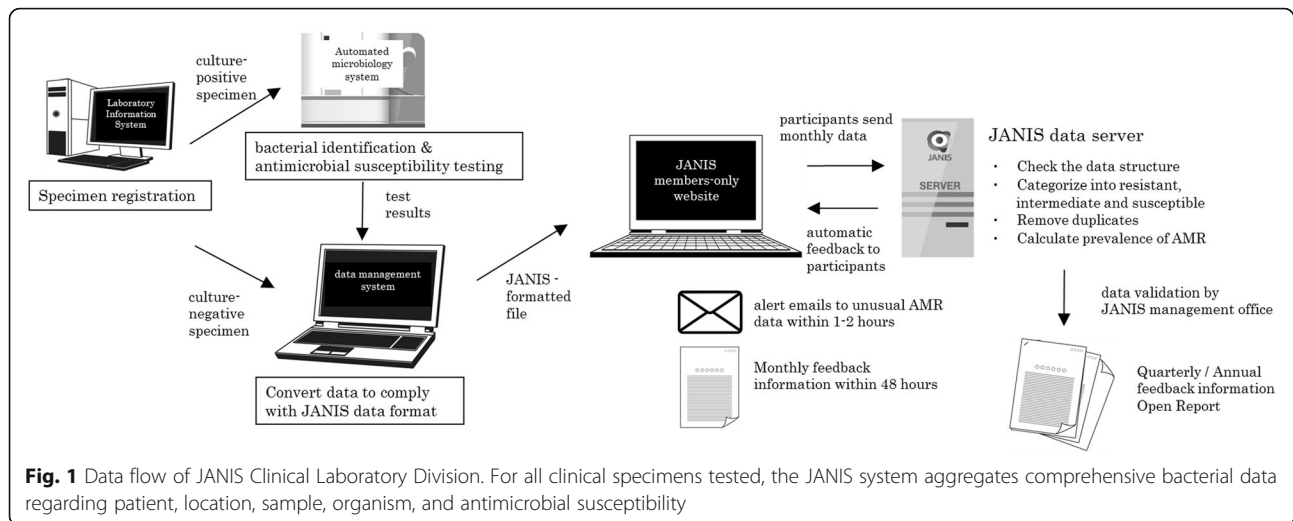 Laboratory
Information
System
Specimen registration
culture-
positive
specimen
Automated
microbiology
system
bacterial identification &
antimicrobial susceptibility testing
test
results
culture-
negative
specimen
data management
system
Convert data to comply
with JANIS data format
JANIS -
formatted
file
JANIS
members-only
website
participants send
monthly data
automatic
feedback to
participants
alert emails to unusual AMR
data within 1-2 hours
Monthly feedback
information within 48 hours
JANIS
SERVER
JANIS data server
・ Check the data structure
・ Categorize into resistant,
intermediate and susceptible
・ Remove duplicates
・ Calculate prevalence of AMR
data validation by
JANIS management office
Quarterly / Annual
feedback information
Open Report
Fig. 1 Data flow of JANIS Clinical Laboratory Division. For all clinical specimens tested, the JANIS system aggregates comprehensive bacterial data
regarding patient, location, sample, organism, and antimicrobial susceptibility